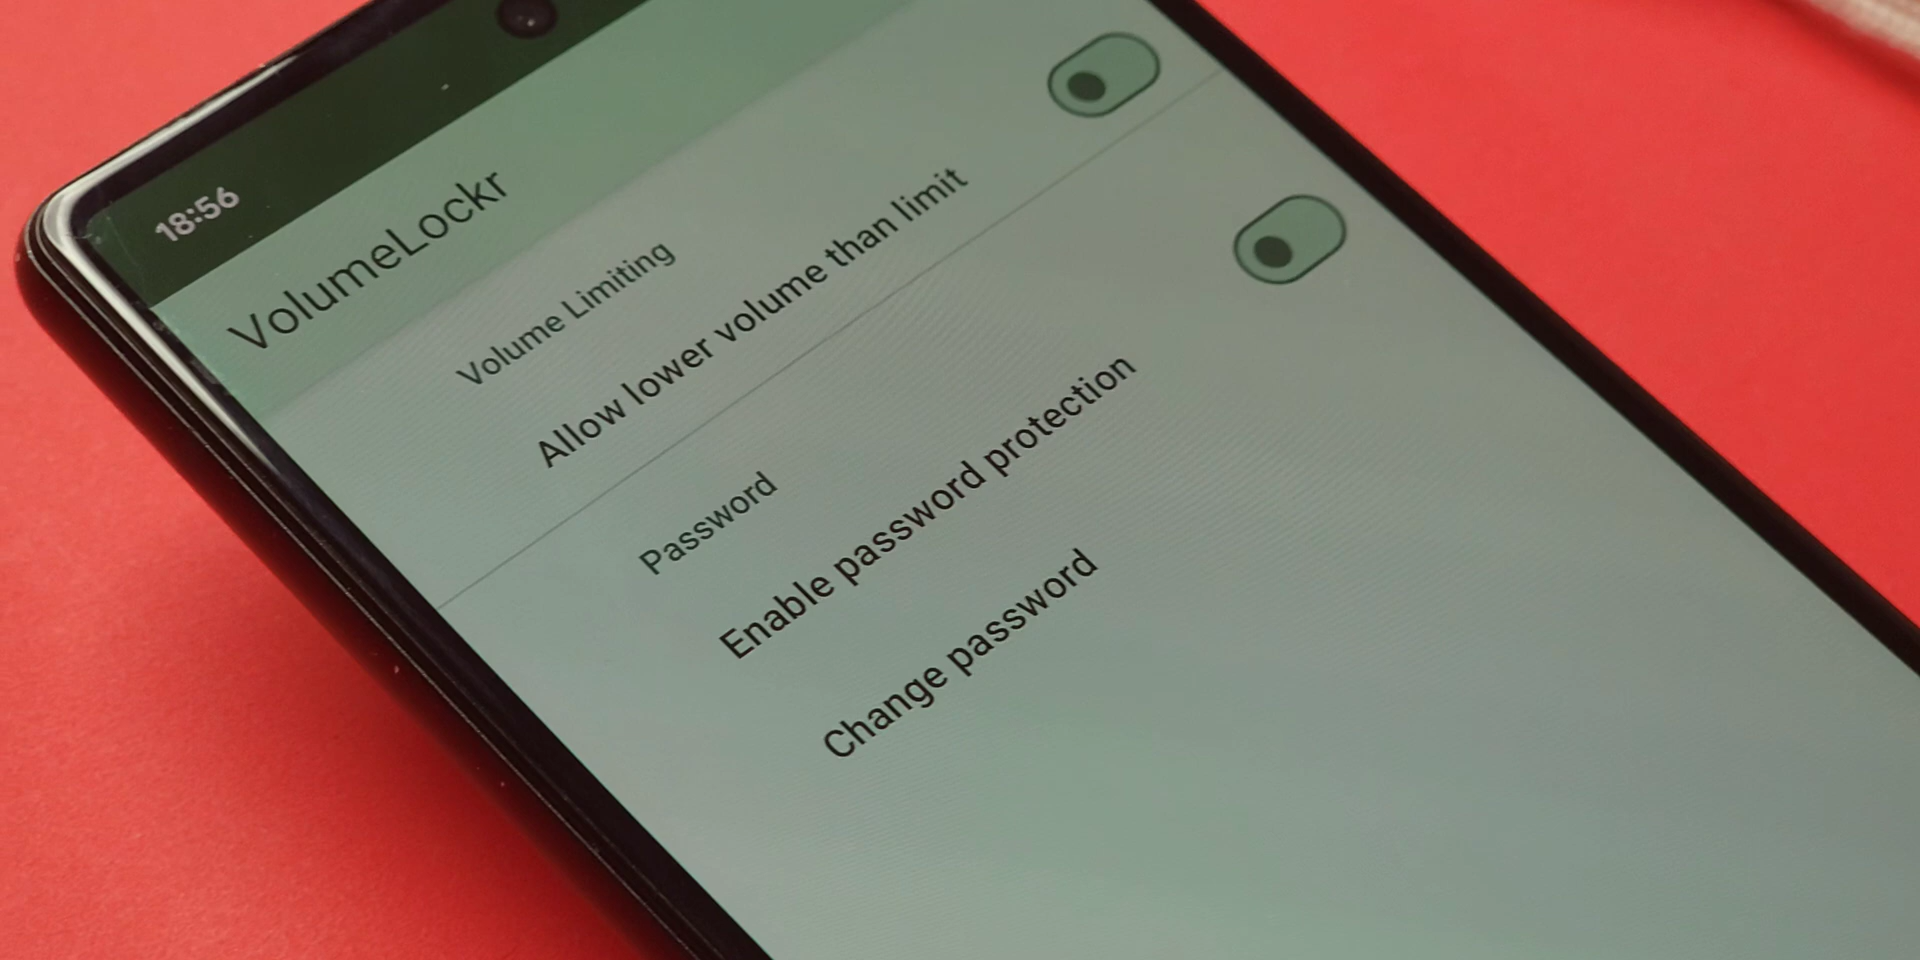 18:56
VolumeLockr
Volume Limiting
Allow lower volume than limit
Password
Enable password protection
Change password